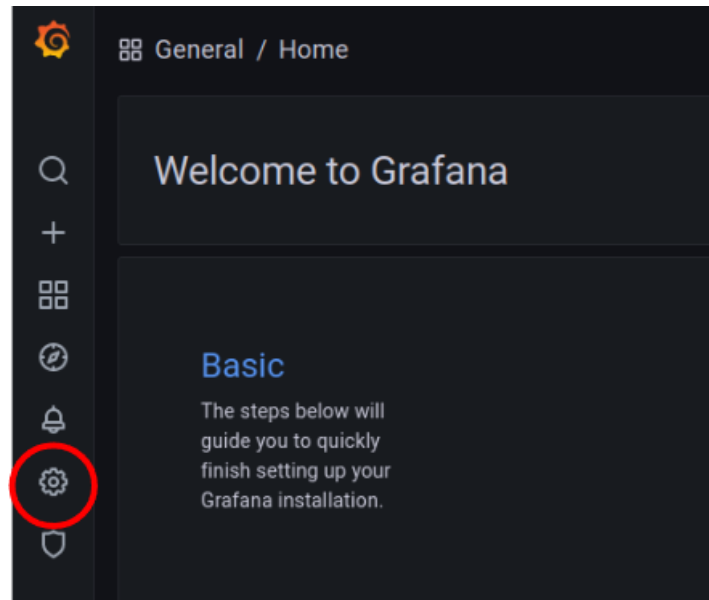 General / Home
Welcome to Grafana
Basic
The steps below will
guide you to quickly
finish setting up your
Grafana installation.